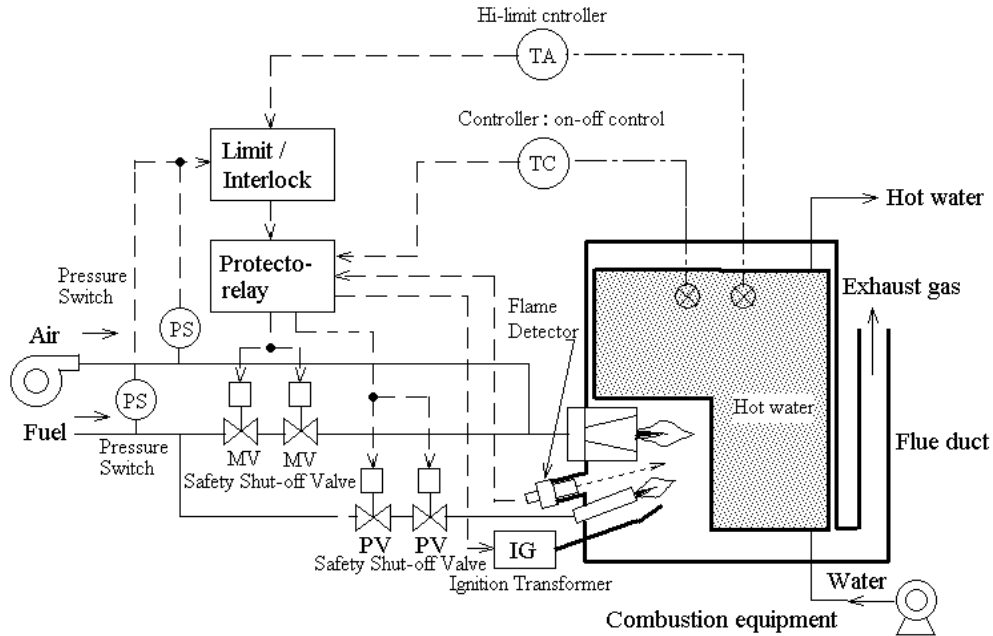 Hi-limit cntroller
TA
Controller : on-off control
TC
Limit /
Interlock
Hot water
Protecto-
relay
Pressure
Switch
Flame
Detector
Exhaust gas
Air
PS
PS
Hot water
Fuel
Pressure
Switch
MV
MV
Safety Shut-off Valve
Flue duct
PV
PV
Safety Shut-off Valve
IG
Ignition Transformer
Water
Combustion equipment